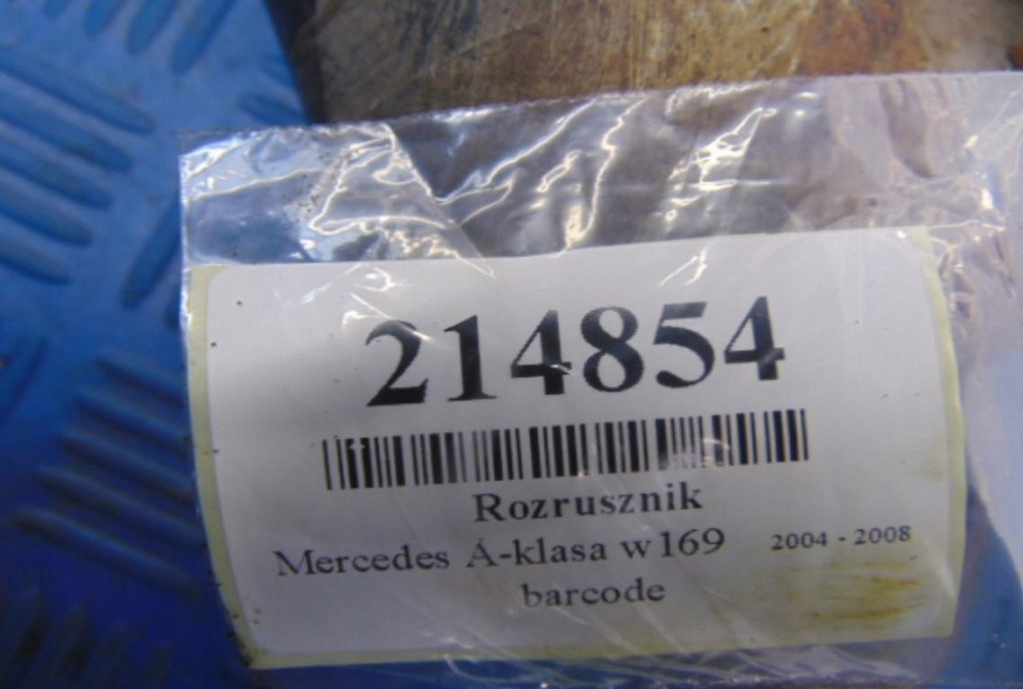 214854
Rozrusznik
Mercedes A-klasa w169 2004 - 2008
barcode